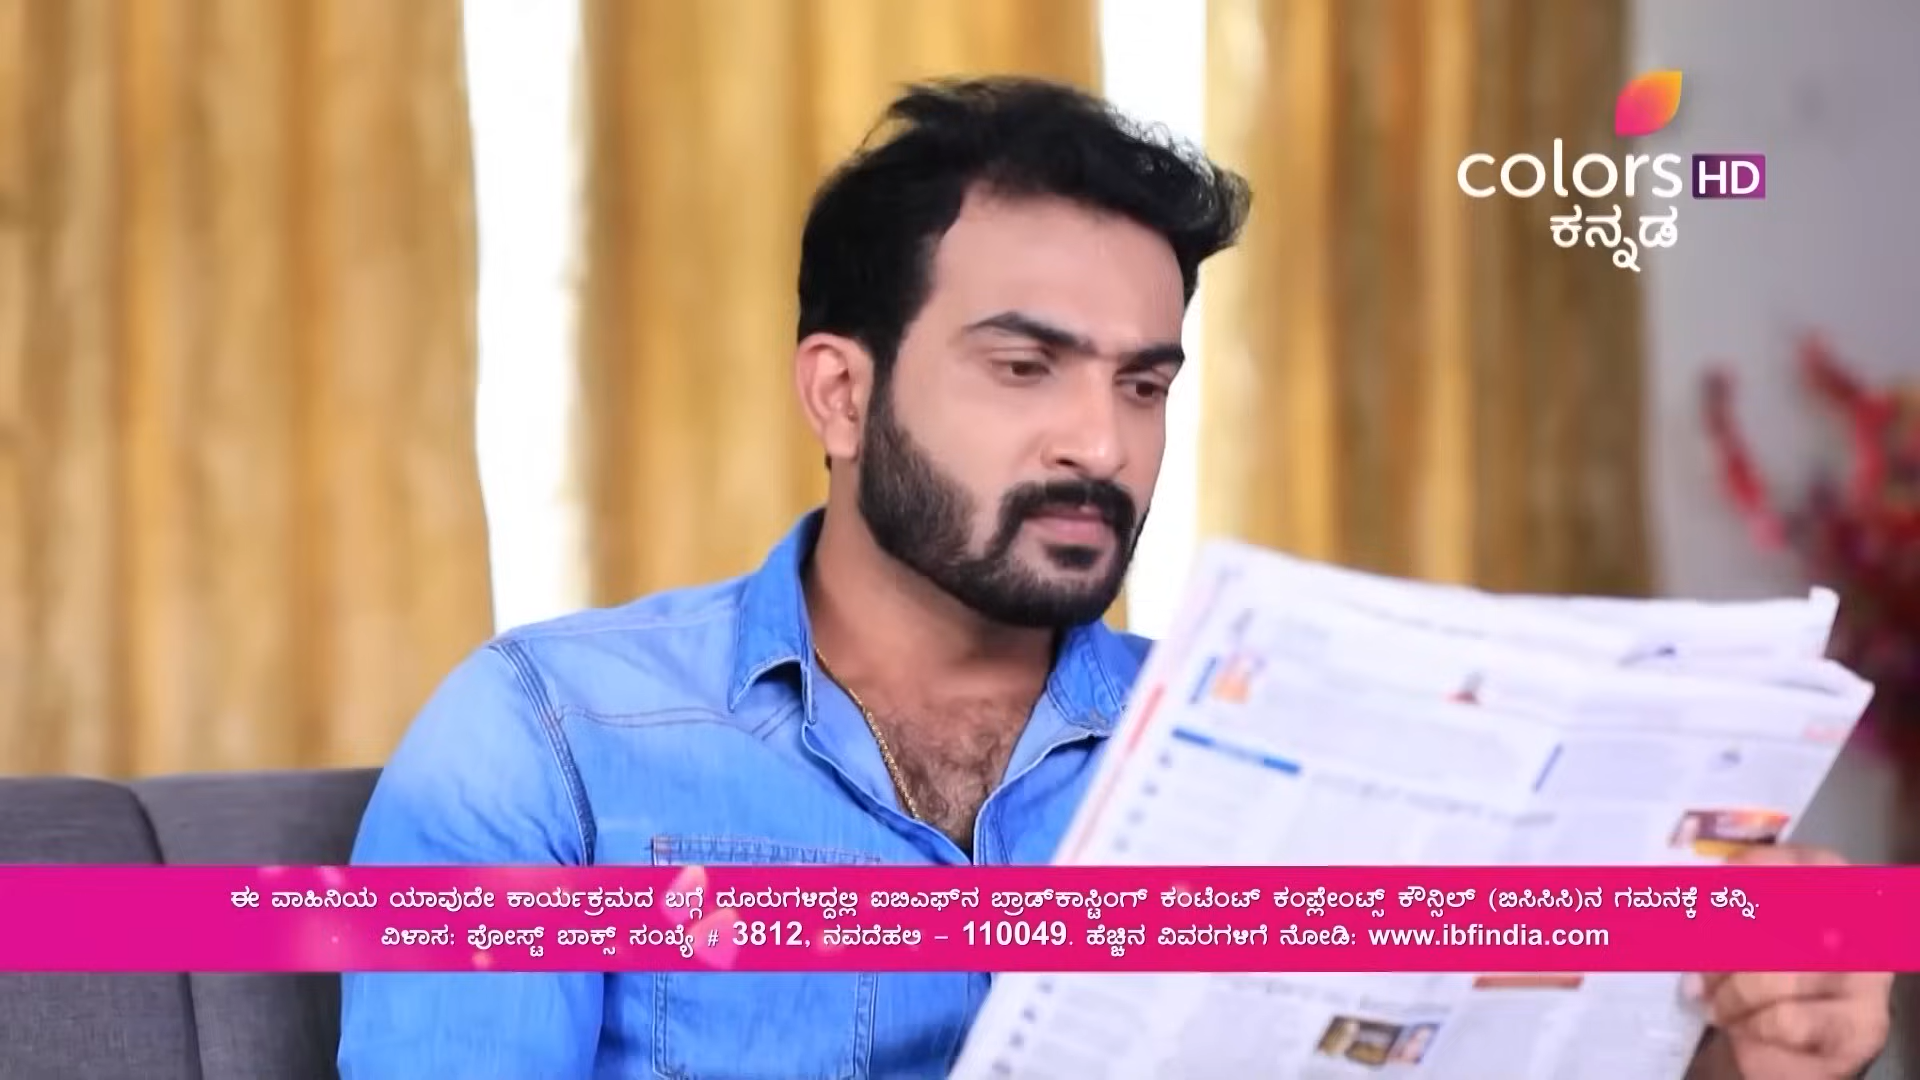 colors HD
ಕನ್ನಡ
ಈ ವಾಹಿನಿಯ ಯಾವುದೇ ಕಾರ್ಯಕ್ರಮದ ಬಗ್ಗೆ ದೂರುಗಳಿದ್ದಲ್ಲಿ ಐಬಿಎಫ್‌ನ ಬ್ರಾಡ್‌ಕಾಸ್ಟಿಂಗ್ ಕಂಟೆಂಟ್ ಕಂಪ್ಲೇಂಟ್ಸ್ ಕೌನ್ಸಿಲ್ (ಬಿಸಿಸಿಸಿ)ನ ಗಮನಕ್ಕೆ ತನ್ನಿ.
ವಿಳಾಸ: ಪೋಸ್ಟ್ ಬಾಕ್ಸ್ ಸಂಖ್ಯೆ # 3812, ನವದೆಹಲಿ – 110049. ಹೆಚ್ಚಿನ ವಿವರಗಳಿಗೆ ನೋಡಿ: www.ibfindia.com